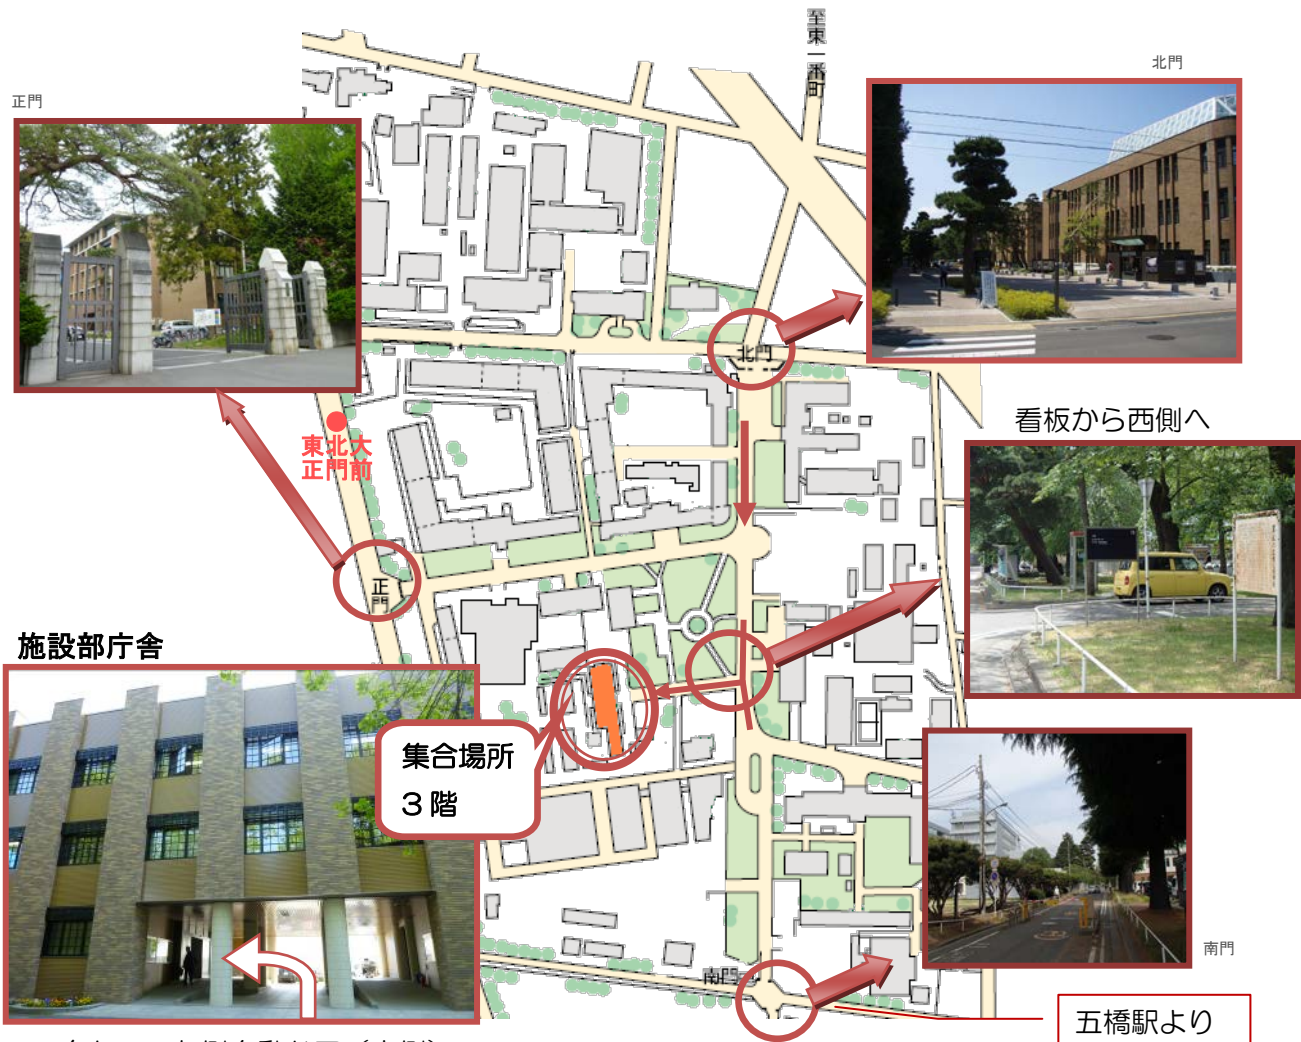 至東一番町
北門
正門
北門
看板から西側へ
東北大
正門前
正門
施設部庁舎
集合場所
3階
南門
南門
五橋駅より